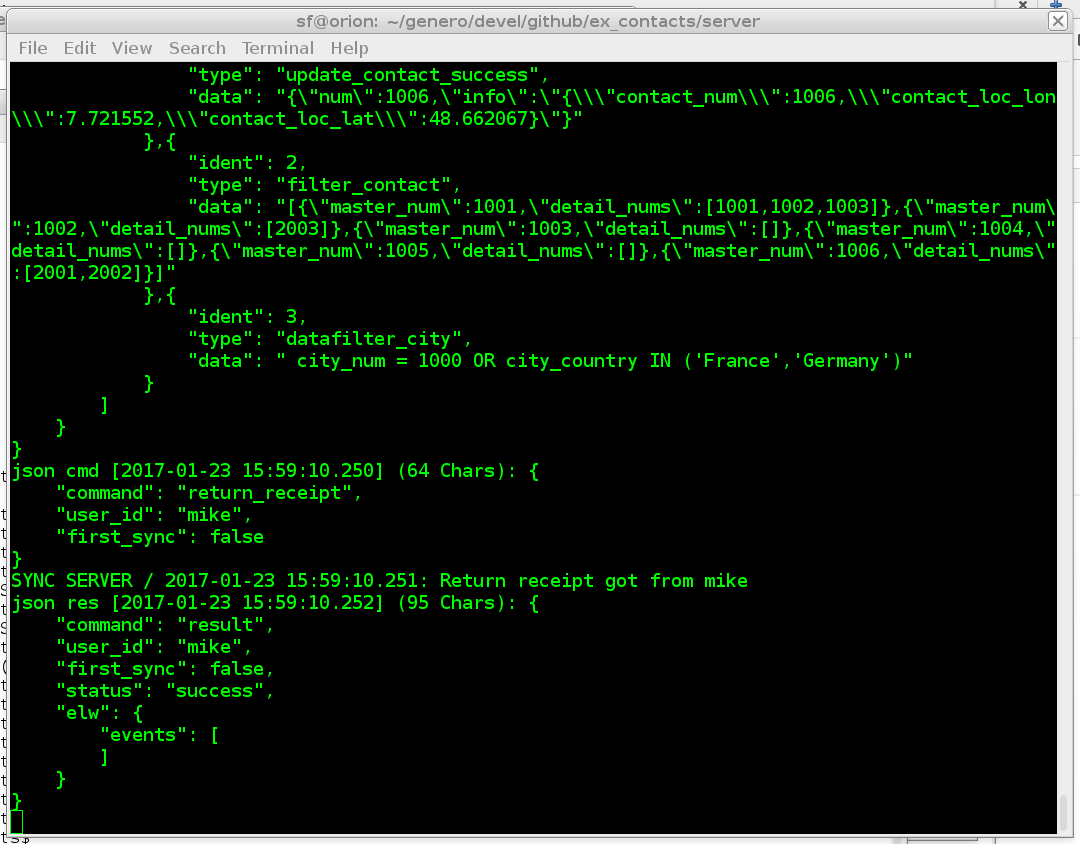 sf@orion: ~/genero/devel/github/ex_contacts/server
File Edit View Search Terminal Help
"type": "update_contact_success",
"data": "{\"num\":1006,\"info\":\"{\\\"contact_num\\\":1006,\\\"contact_loc_lon
\\\":7.721552,\\\"contact_loc_lat\\\":48.662067}\"}"
},{
"ident": 2,
"type": "filter_contact",
"data": "[{\"master_num\":1001,\"detail_nums\":[1001,1002,1003]},{\"master_num\
":1002,\"detail_nums\":[2003]},{\"master_num\":1003,\"detail_nums\":[]},{\"master_num\":1004,\"
detail_nums\":[]},{\"master_num\":1005,\"detail_nums\":[]},{\"master_num\":1006,\"detail_nums\"
:[2001,2002]}]"
},{
"ident": 3,
"type": "datafilter_city",
"data": " city_num = 1000 OR city_country IN ('France','Germany')"
}
]
}
}
json cmd [2017-01-23 15:59:10.250] (64 Chars): {
"command": "return_receipt",
"user_id": "mike",
"first_sync": false
}
SYNC SERVER / 2017-01-23 15:59:10.251: Return receipt got from mike
json res [2017-01-23 15:59:10.252] (95 Chars): {
"command": "result",
"user_id": "mike",
"first_sync": false,
"status": "success",
"elw": {
"events": [
]
}
}